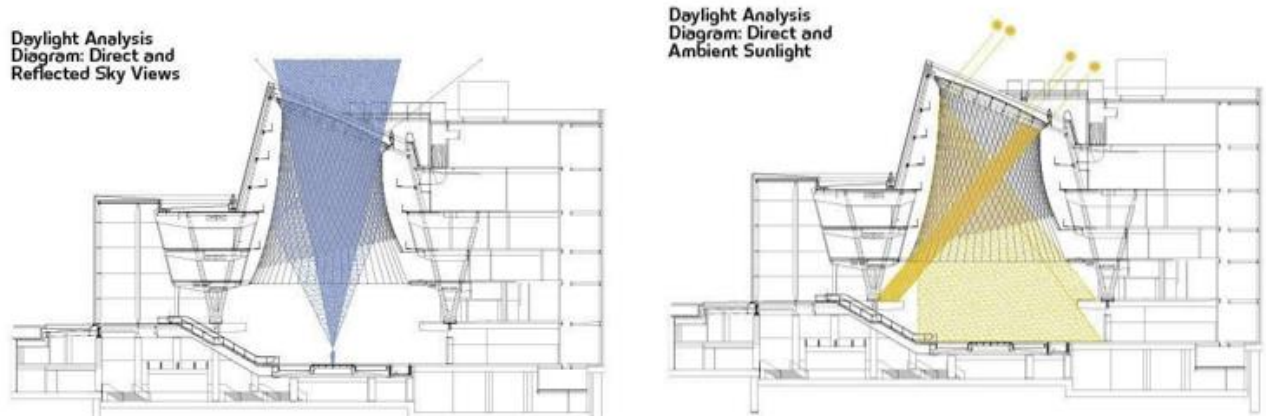 Daylight Analysis
Diagram: Direct and
Reflected Sky Views
Daylight Analysis
Diagram: Direct and
Ambient Sunlight